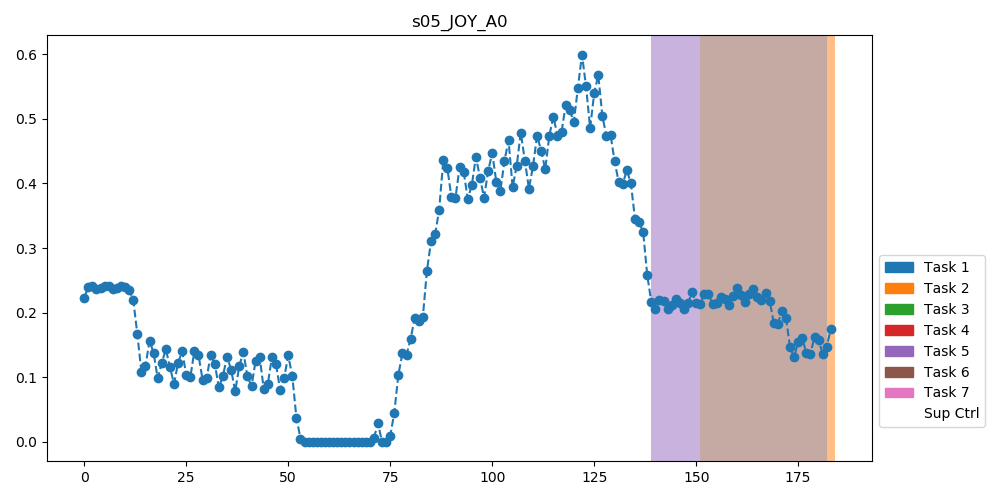 s05_JOY_A0
0.6
0.5
0.4
0.3
0.2
0.1
0.0
0 25 50 75 100 125 150 175
Task 1
Task 2
Task 3
Task 4
Task 5
Task 6
Task 7
Sup Ctrl